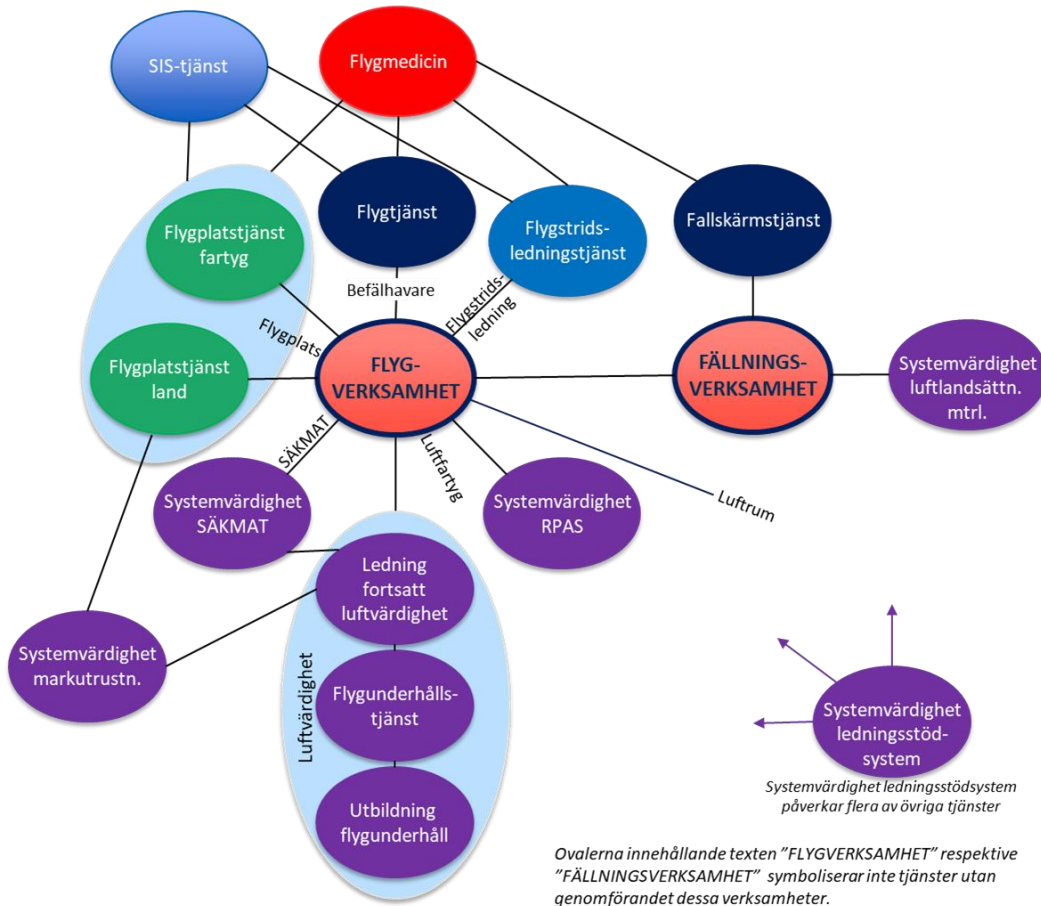 SIS-tjänst
Flygmedicin
Flygplatstjänst
fartyg
Flygtjänst
Flygstrids-
ledningstjänst
Fallskärmstjänst
Befälhavare
Flygstrids-
ledning
Flygplats
Flygplatstjänst
land
FLYG-
VERKSAMHET
FÄLLNINGS-
VERKSAMHET
Systemvärdighet
luftlandsättn.
mtrl.
SÄKMAT
Luftfartyg
Luftrum
Systemvärdighet
SÄKMAT
Systemvärdighet
RPAS
Ledning
fortsatt
luftvärdighet
Systemvärdighet
markutrustn.
Luftvärdighet
Flygunderhålls-
tjänst
Utbildning
flygunderhåll
Systemvärdighet
ledningsstöd-
system
Systemvärdighet ledningsstödsystem
påverkar flera av övriga tjänster
Ovalerna innehållande texten ”FLYGVERKSAMHET” respektive
”FÄLLNINGSVERKSAMHET” symboliserar inte tjänster utan
genomförandet dessa verksamheter.